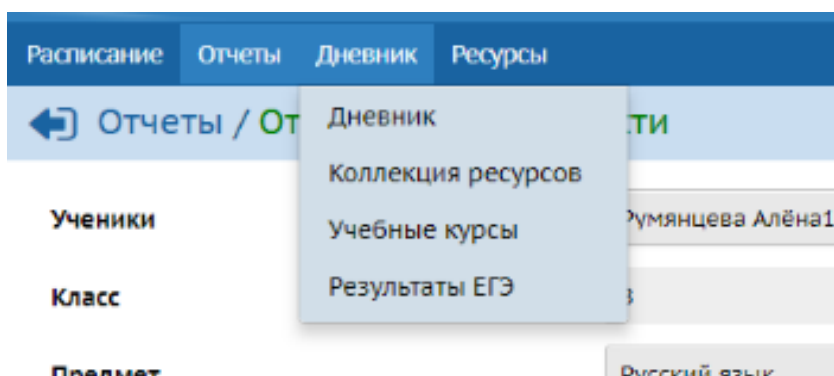 Расписание Отчеты Дневник Ресурсы
Отчеты / От ти
Дневник
Коллекция ресурсов
Ученики
Румянцева Алёна1
Учебные курсы
Класс
Результаты ЕГЭ
Предмет
Русский язык